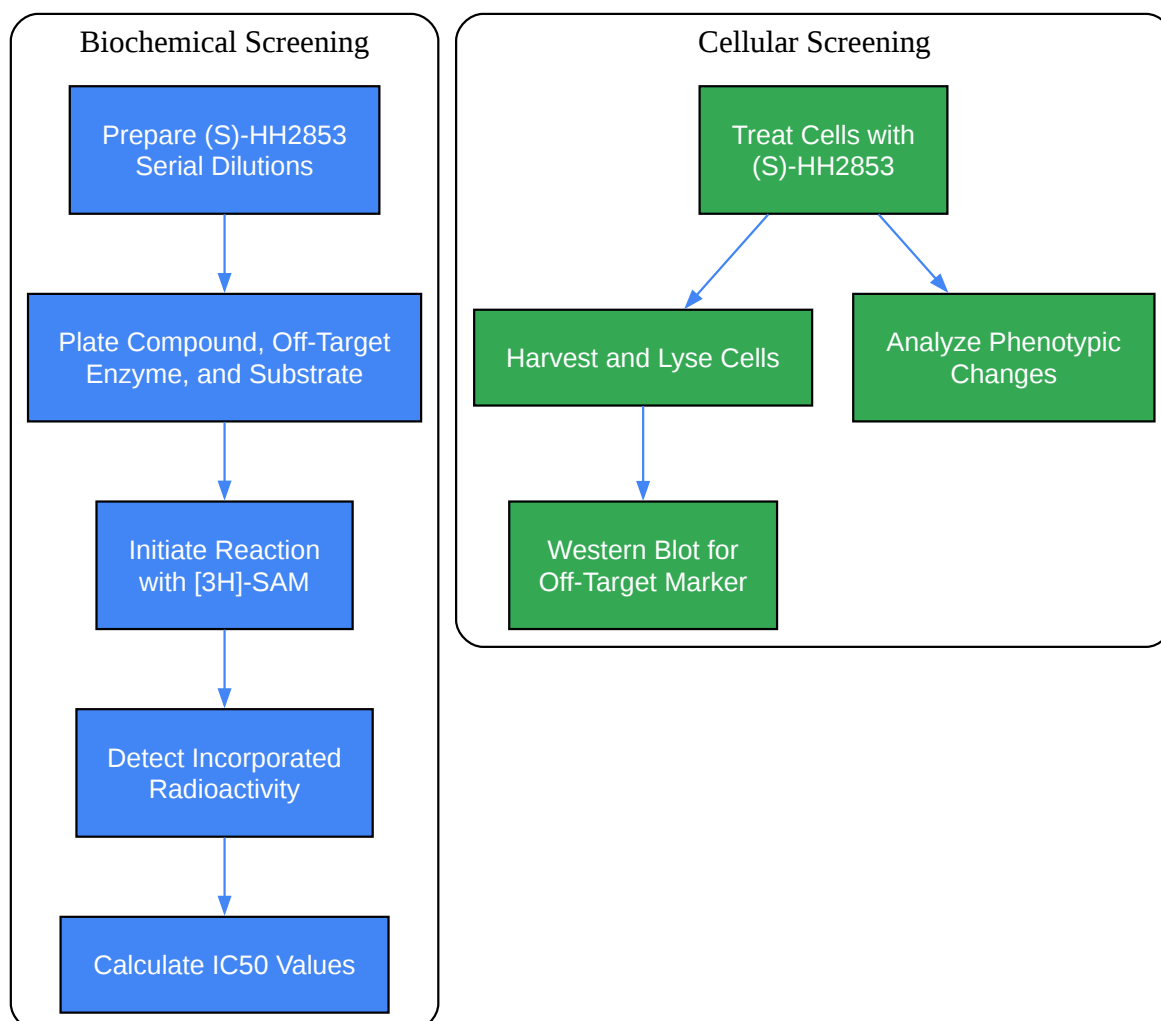 Biochemical Screening
Prepare (S)-HH2853
Serial Dilutions
Plate Compound, Off-Target
Enzyme, and Substrate
Initiate Reaction
with [3H]-SAM
Detect Incorporated
Radioactivity
Calculate IC50 Values
Cellular Screening
Treat Cells with
(S)-HH2853
Harvest and Lyse Cells
Analyze Phenotypic
Changes
Western Blot for
Off-Target Marker